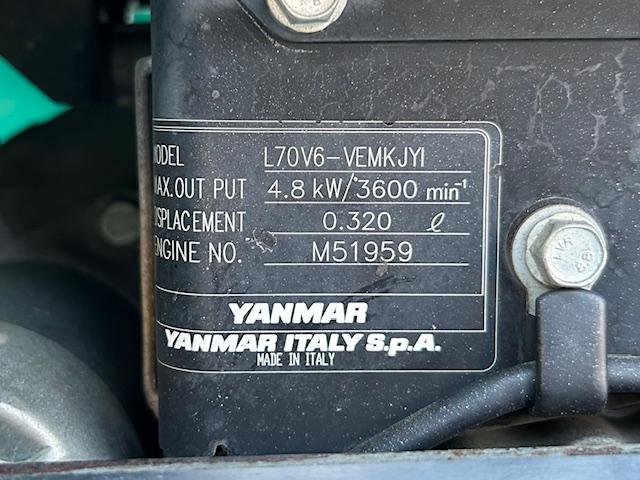 MODEL L70V6-VEMKJYI
MAX.OUT PUT 4.8 kW/3600 min⁻¹
DISPLACEMENT 0.320 ℓ
ENGINE NO. M51959
YANMAR
YANMAR ITALY S.p.A.
MADE IN ITALY